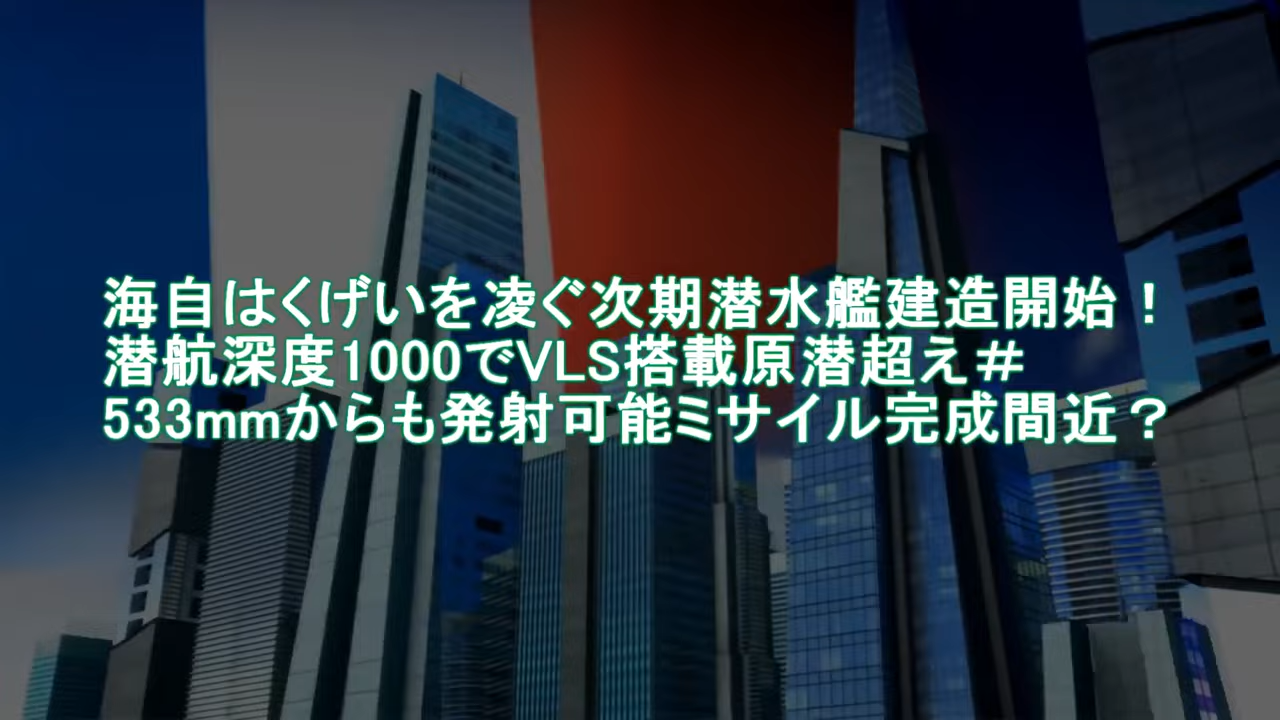 海自はくげいを凌ぐ次期潜水艦建造開始！
潜航深度1000でVLS搭載原潜超え＃
533mmからも発射可能ミサイル完成間近？